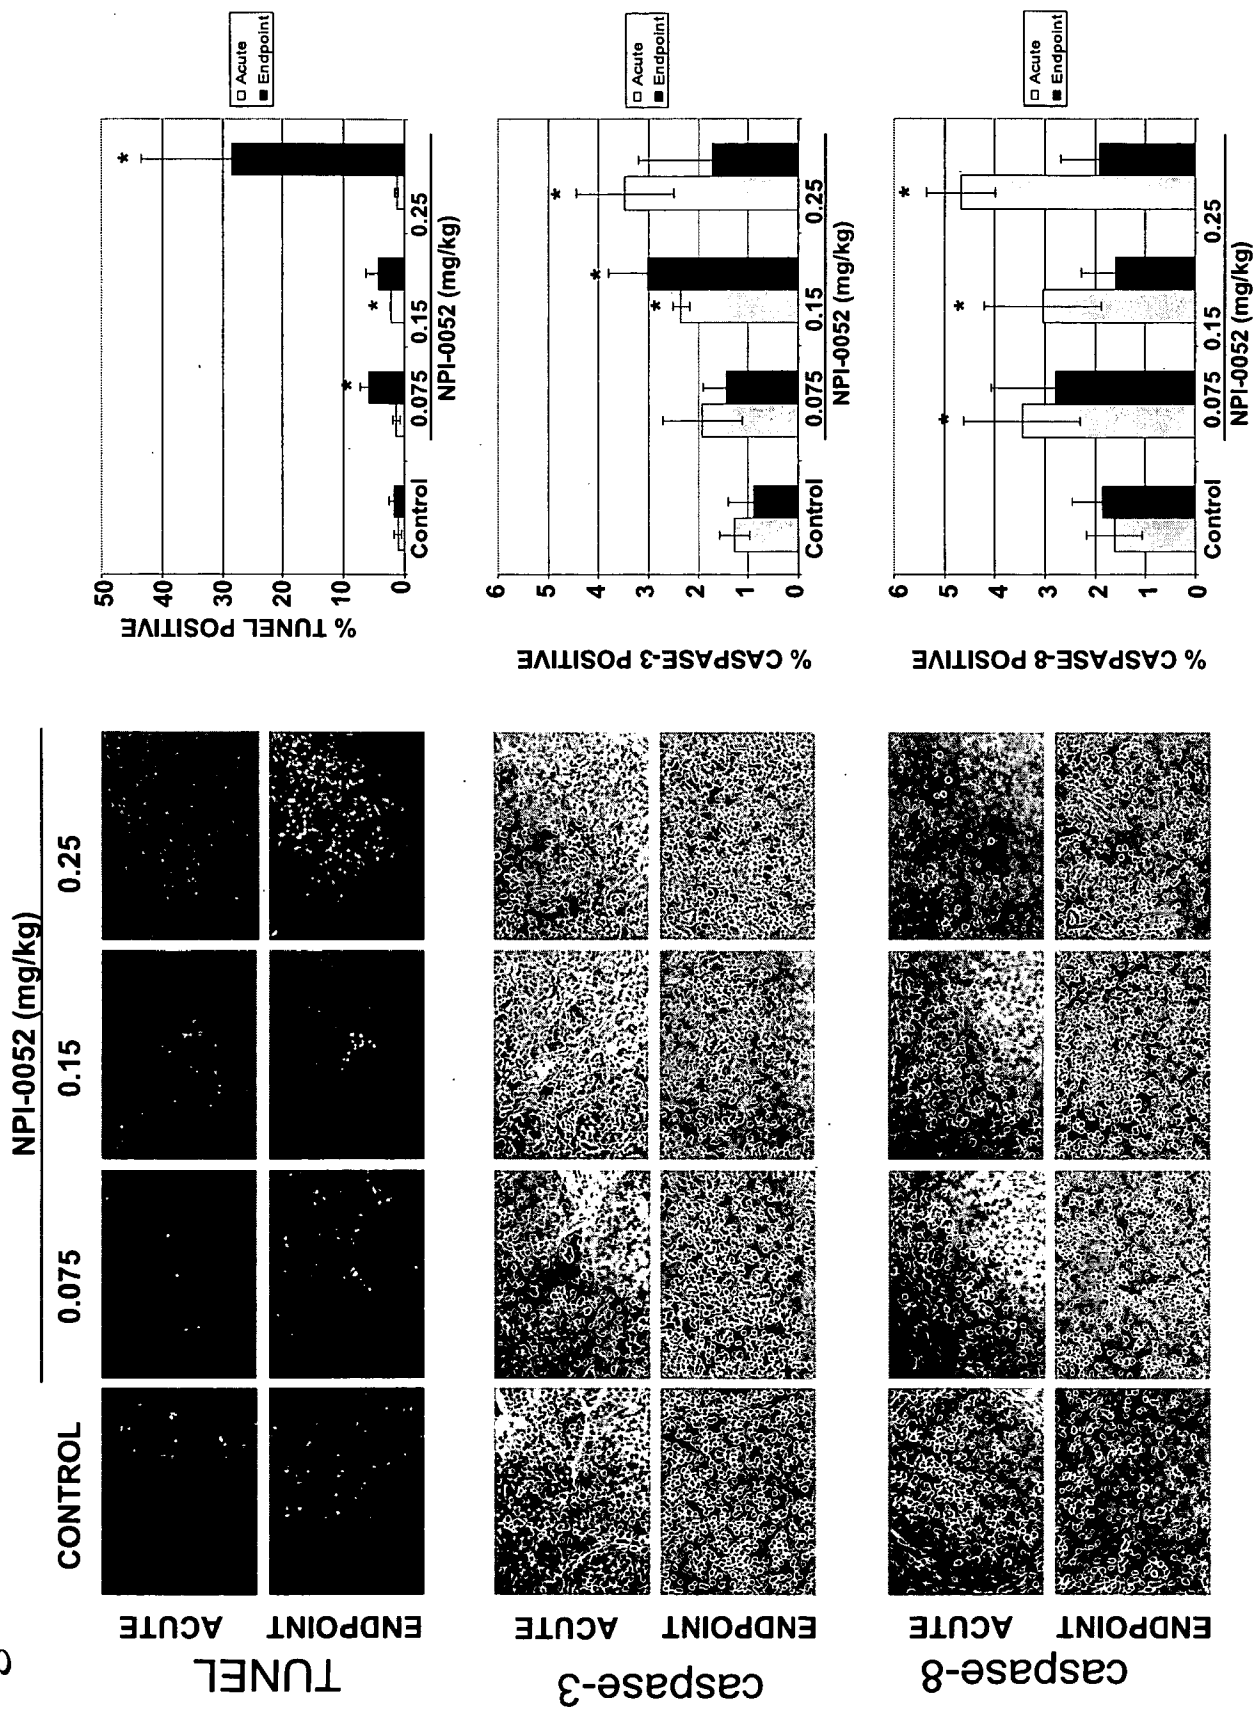 NPI-0052 (mg/kg)
CONTROL 0.075 0.15 0.25
TUNEL
ACUTE
ENDPOINT
caspase-3
ACUTE
ENDPOINT
caspase-8
ACUTE
ENDPOINT
% TUNEL POSITIVE
50
40
30
20
10
0
* * *
Control 0.075 0.15 0.25
NPI-0052 (mg/kg)
Acute
Endpoint
% CASPASE-3 POSITIVE
6
5
4
3
2
1
0
* * *
Control 0.075 0.15 0.25
NPI-0052 (mg/kg)
Acute
Endpoint
% CASPASE-8 POSITIVE
6
5
4
3
2
1
0
* * *
Control 0.075 0.15 0.25
NPI-0052 (mg/kg)
Acute
Endpoint